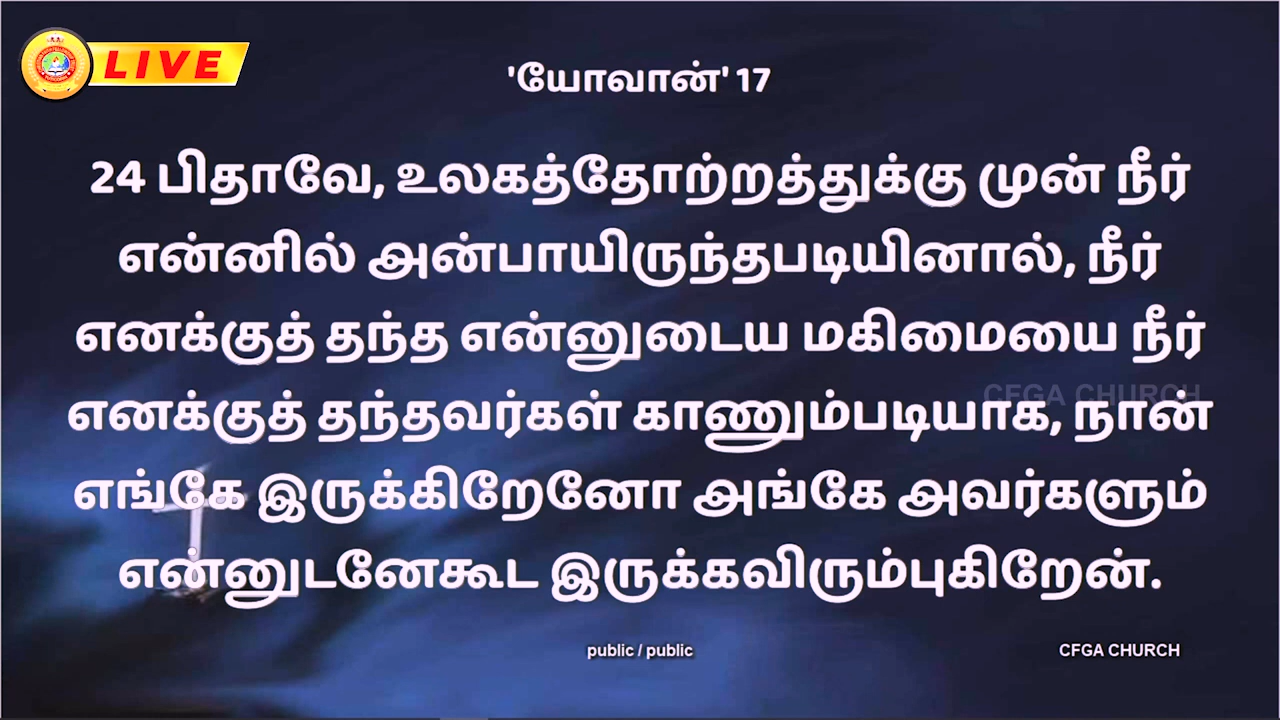 LIVE
'யோவான்' 17
24 பிதாவே, உலகத்தோற்றத்துக்கு முன் நீர்
என்னில் அன்பாயிருந்தபடியினால், நீர்
எனக்குத் தந்த என்னுடைய மகிமையை நீர்
எனக்குத் தந்தவர்கள் காணும்படியாக, நான்
எங்கே இருக்கிறேனோ அங்கே அவர்களும்
என்னுடனேகூட இருக்கவிரும்புகிறேன்.
CFGA CHURCH
public / public
CFGA CHURCH